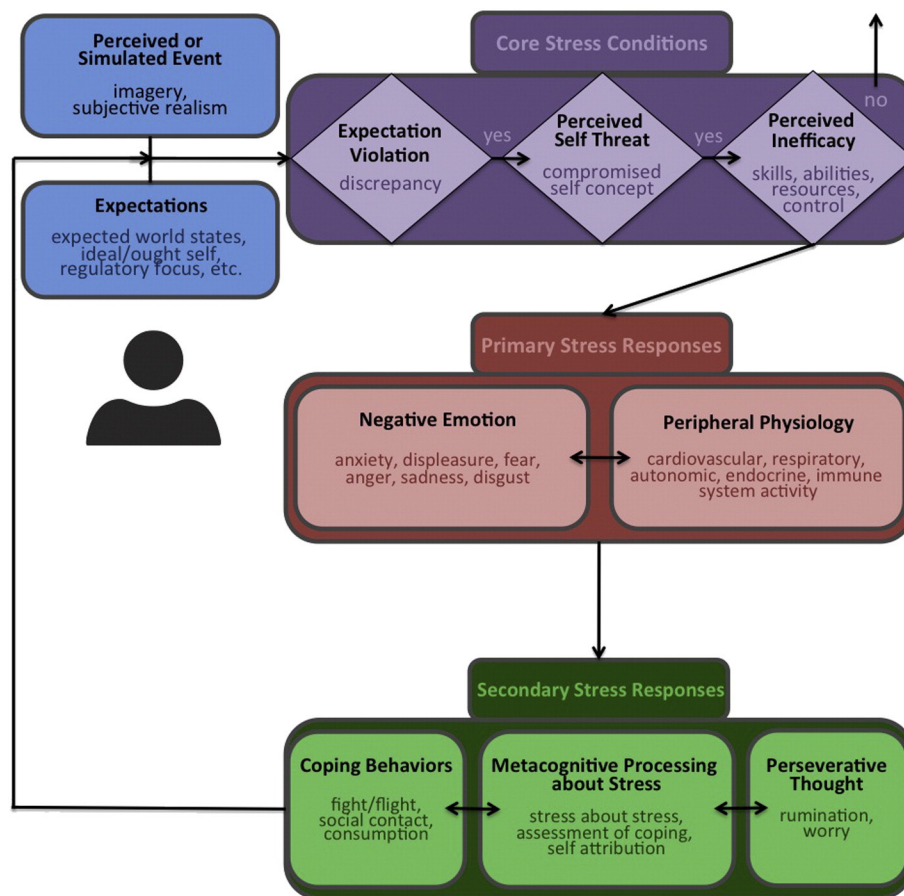 Perceived or
Simulated Event
imagery,
subjective realism
Expectations
expected world states,
ideal/ought self,
regulatory focus, etc.
Core Stress Conditions
Expectation
Violation
discrepancy
yes
Perceived
Self Threat
compromised
self concept
yes
Perceived
Inefficacy
skills, abilities,
resources,
control
no
Primary Stress Responses
Negative Emotion
anxiety, displeasure, fear,
anger, sadness, disgust
Peripheral Physiology
cardiovascular, respiratory,
autonomic, endocrine, immune
system activity
Secondary Stress Responses
Coping Behaviors
fight/flight,
social contact,
consumption
Metacognitive Processing
about Stress
stress about stress,
assessment of coping,
self attribution
Perseverative
Thought
rumination,
worry